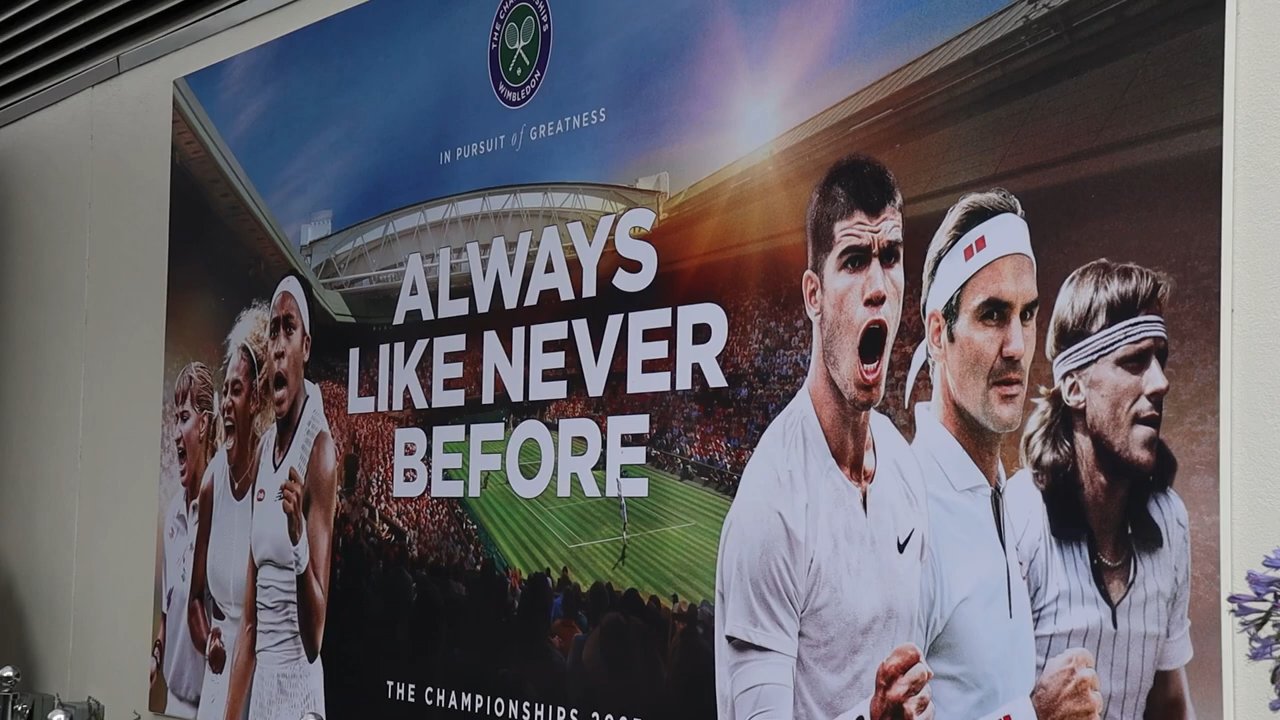 THE CHAMPIONSHIPS
WIMBLEDON
IN PURSUIT of GREATNESS
ALWAYS
LIKE NEVER
BEFORE
THE CHAMPIONSHIPS